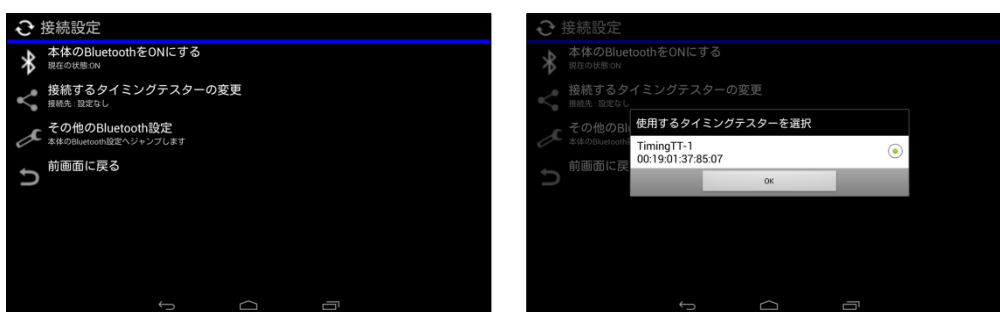 接続設定
本体のBluetoothをONにする
現在の状態:ON
接続するタイミングテスターの変更
接続先 : 設定なし
その他のBluetooth設定
本体のBluetooth設定へジャンプします
前画面に戻る
接続設定
本体のBluetoothをONにする
現在の状態:ON
接続するタイミングテスターの変更
接続先 : 設定なし
その他のBl
本体のBluetooth
前画面に戻
使用するタイミングテスターを選択
TimingTT-1
00:19:01:37:85:07
OK